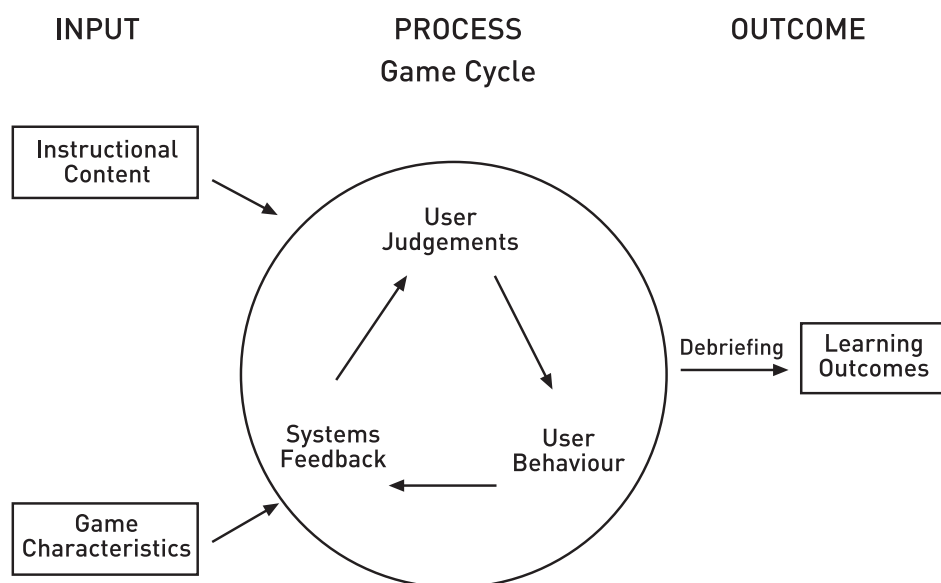 INPUT
PROCESS
OUTCOME
Game Cycle
Instructional
Content
User
Judgements
Debriefing
Learning
Outcomes
Systems
Feedback
User
Behaviour
Game
Characteristics